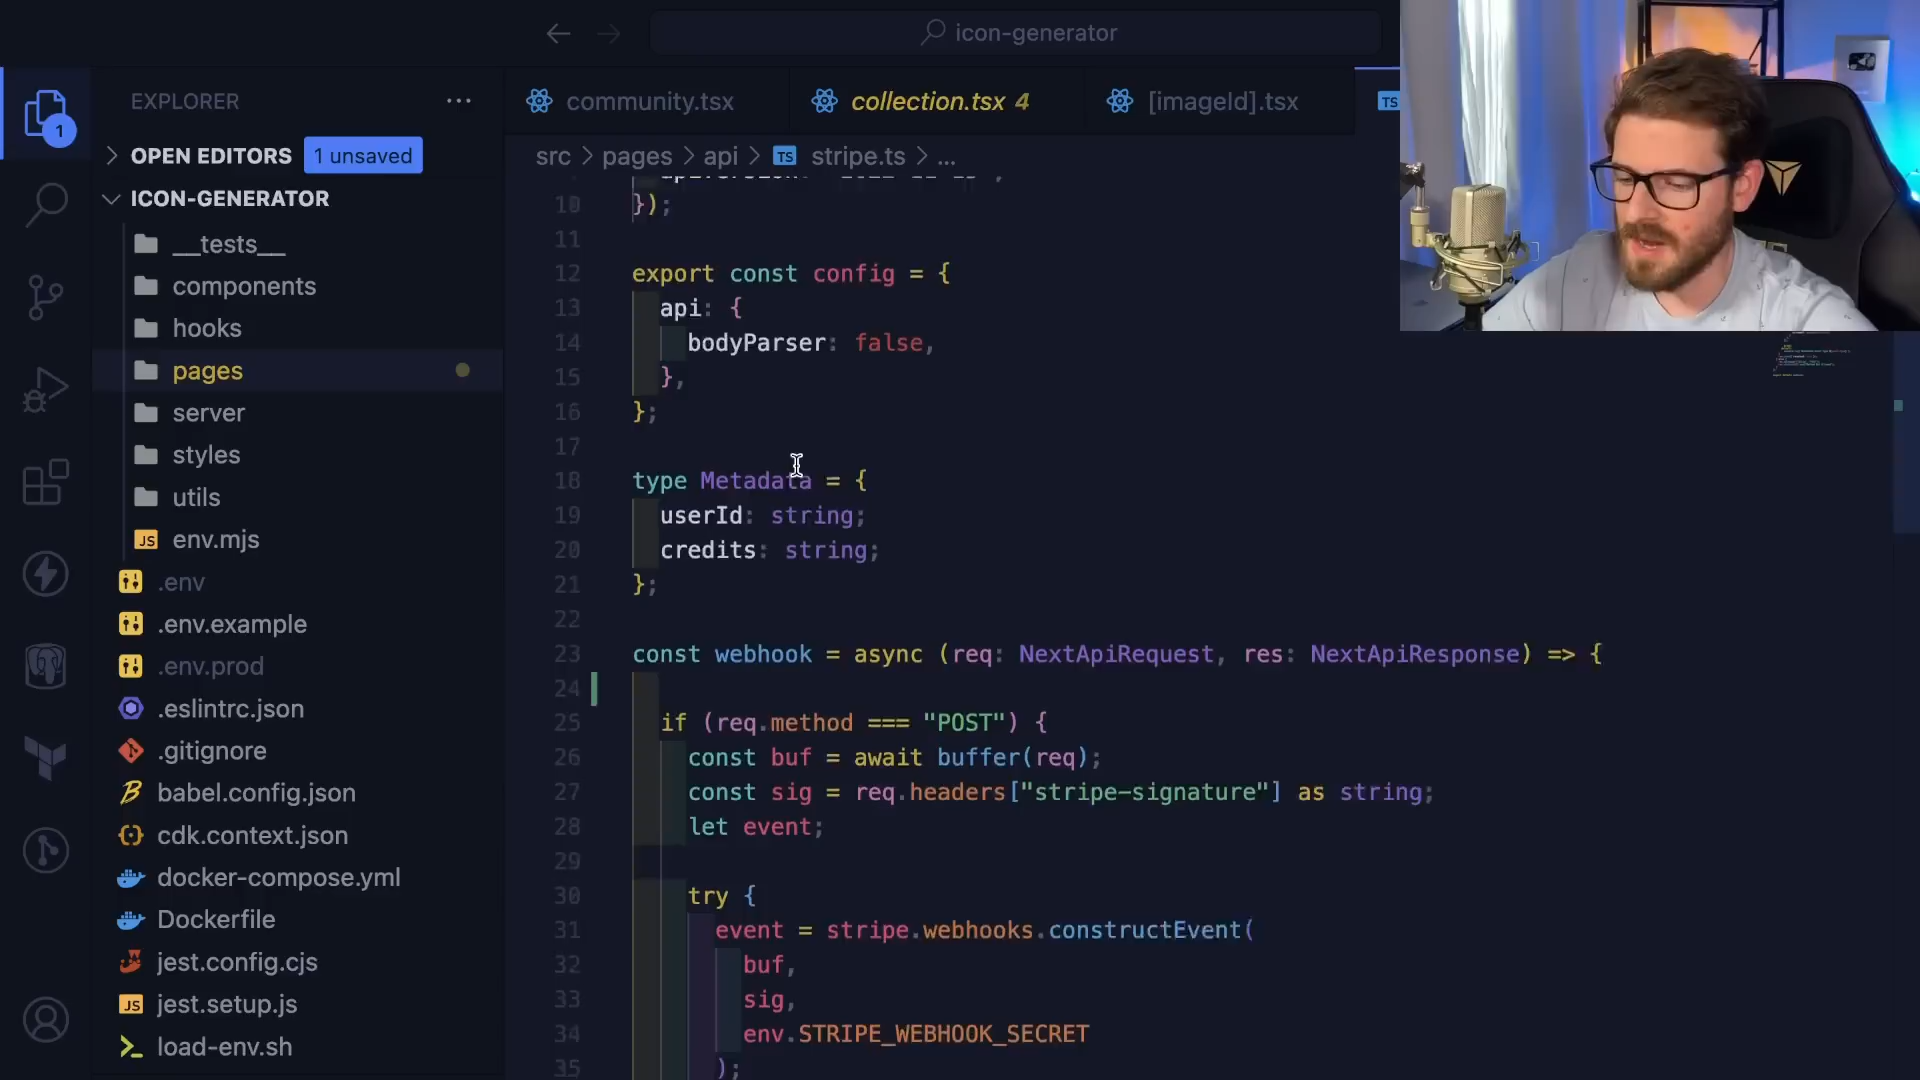 icon-generator
EXPLORER
OPEN EDITORS 1 unsaved
ICON-GENERATOR
__tests__
components
hooks
pages
server
styles
utils
JS env.mjs
.env
.env.example
.env.prod
.eslintrc.json
.gitignore
babel.config.json
cdk.context.json
docker-compose.yml
Dockerfile
jest.config.cjs
JS jest.setup.js
load-env.sh
1
community.tsx
collection.tsx 4
[imageId].tsx
TS
src > pages > api > TS stripe.ts > ...
10 });
11
12 export const config = {
13 api: {
14 bodyParser: false,
15 },
16 };
17
18 type Metadata = {
19 userId: string;
20 credits: string;
21 };
22
23 const webhook = async (req: NextApiRequest, res: NextApiResponse) => {
24
25 if (req.method === "POST") {
26 const buf = await buffer(req);
27 const sig = req.headers["stripe-signature"] as string;
28 let event;
29
30 try {
31 event = stripe.webhooks.constructEvent(
32 buf,
33 sig,
34 env.STRIPE_WEBHOOK_SECRET
35 );